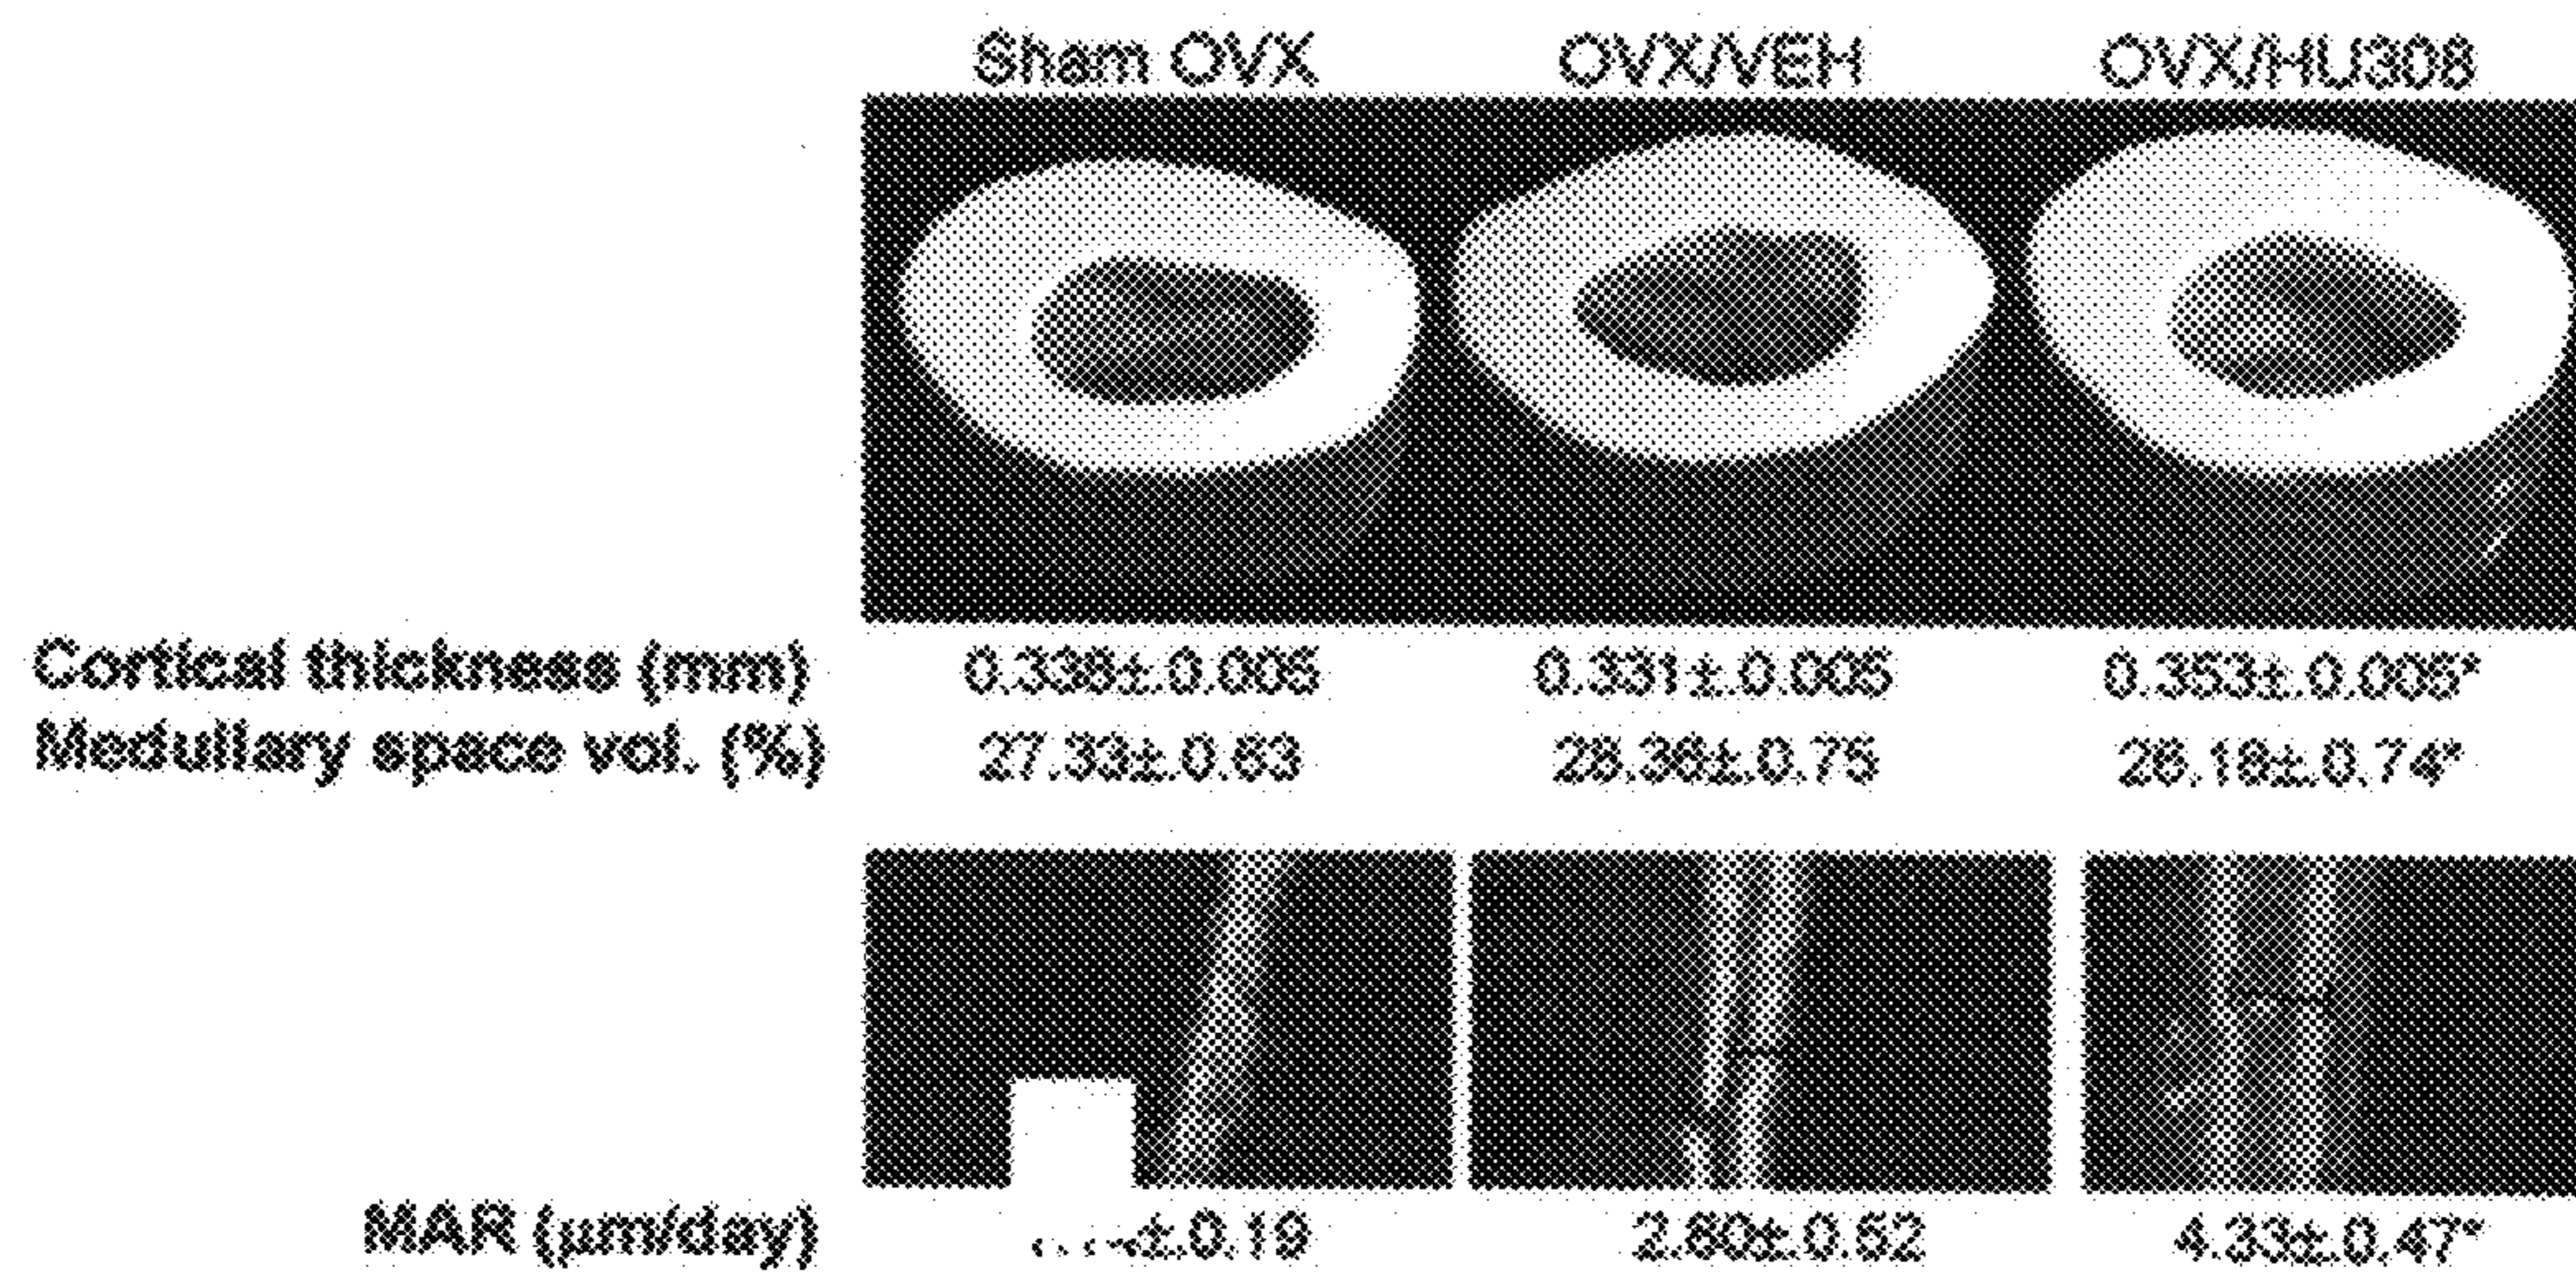 Sham OVX OVX/VEH OVX/HU308
Cortical thickness (mm) 0.338±0.005 0.331±0.005 0.353±0.005*
Medullary space vol. (%) 27.33±0.63 28.36±0.75 26.18±0.74*
MAR (μm/day) ±0.19 2.60±0.62 4.33±0.47*